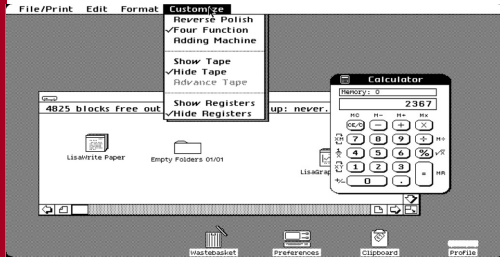 File/Print Edit Format Customize
Reverse Polish
✓Four Function
Adding Machine
Show Tape
✓Hide Tape
Advance Tape
Show Registers
✓Hide Registers
4825 blocks free out
up: never.
LisaWrite Paper
Empty Folders 01/01
LisaGrap
Calculator
Memory: 0
2367
MC M- M+ Mx
CE/C − + X
7 8 9 ÷ M÷
4 5 6 %
1 2 3
+/- 0 . = MR
Wastebasket
Preferences
Clipboard
ProFile